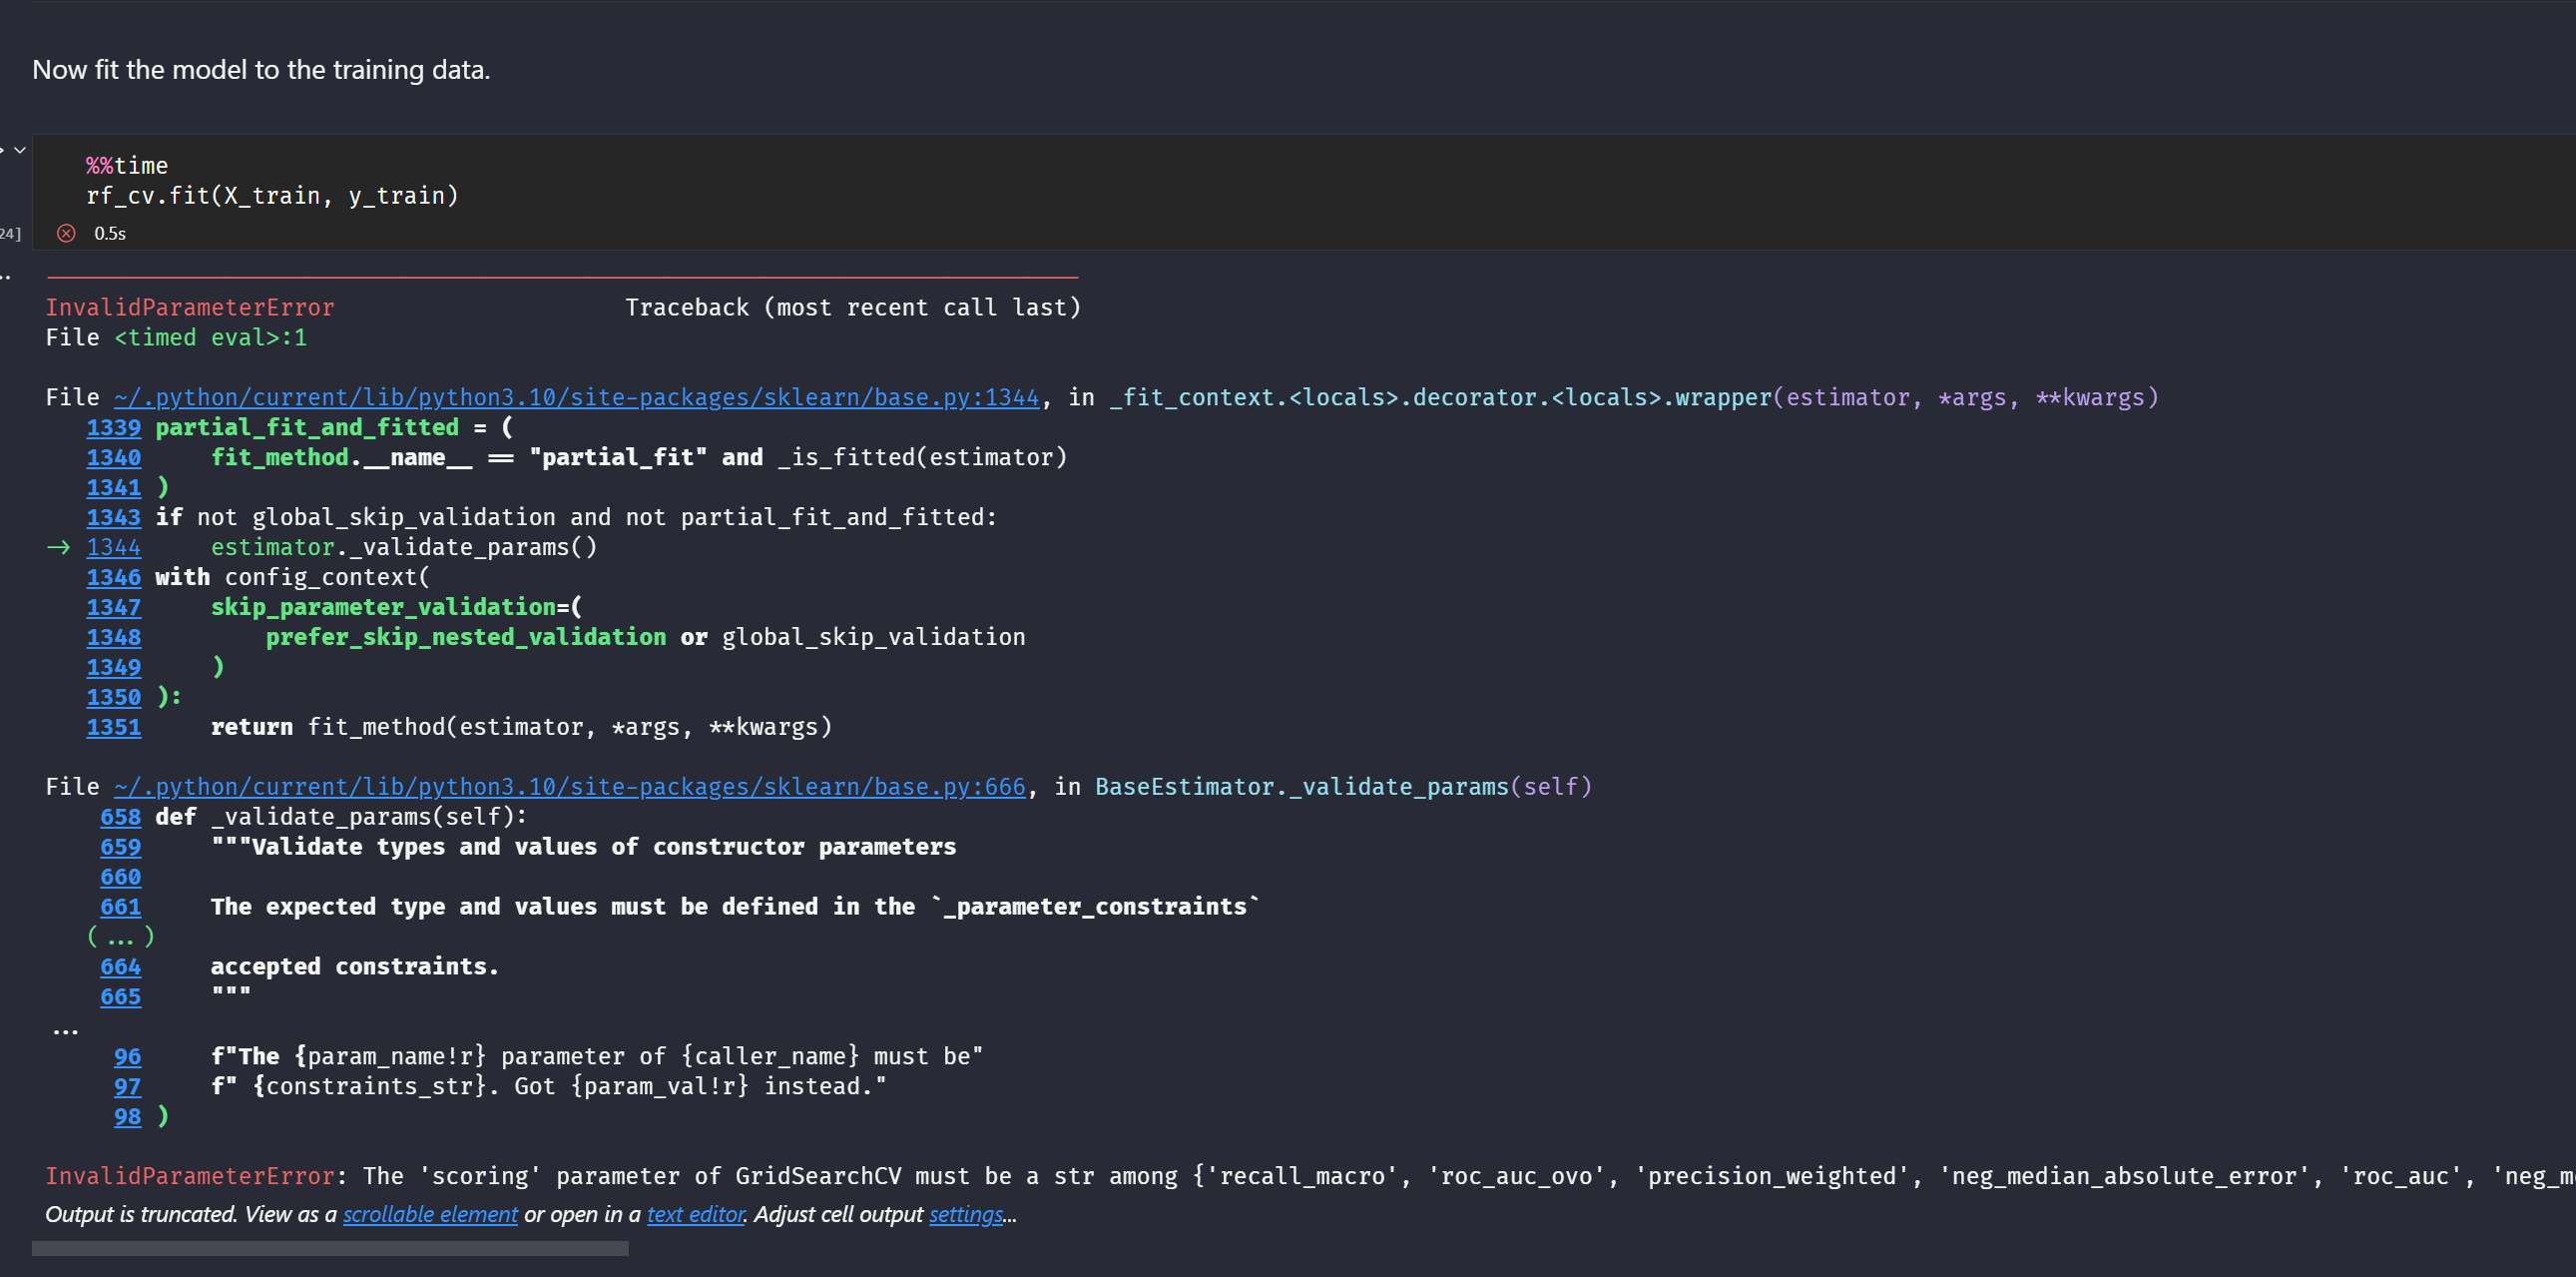 Now fit the model to the training data.
%%time
rf_cv.fit(X_train, y_train)
24]
0.5s
InvalidParameterError Traceback (most recent call last)
File <timed eval>:1
File ~/.python/current/lib/python3.10/site-packages/sklearn/base.py:1344, in _fit_context.<locals>.decorator.<locals>.wrapper(estimator, *args, **kwargs)
1339 partial_fit_and_fitted = (
1340 fit_method.__name__ == "partial_fit" and _is_fitted(estimator)
1341 )
1343 if not global_skip_validation and not partial_fit_and_fitted:
-> 1344 estimator._validate_params()
1346 with config_context(
1347 skip_parameter_validation=(
1348 prefer_skip_nested_validation or global_skip_validation
1349 )
1350 ):
1351 return fit_method(estimator, *args, **kwargs)
File ~/.python/current/lib/python3.10/site-packages/sklearn/base.py:666, in BaseEstimator._validate_params(self)
658 def _validate_params(self):
659 """Validate types and values of constructor parameters
660
661 The expected type and values must be defined in the `_parameter_constraints`
(...)
664 accepted constraints.
665 """
...
96 f"The {param_name!r} parameter of {caller_name} must be"
97 f" {constraints_str}. Got {param_val!r} instead."
98 )
InvalidParameterError: The 'scoring' parameter of GridSearchCV must be a str among {'recall_macro', 'roc_auc_ovo', 'precision_weighted', 'neg_median_absolute_error', 'roc_auc', 'neg_m
Output is truncated. View as a scrollable element or open in a text editor. Adjust cell output settings...